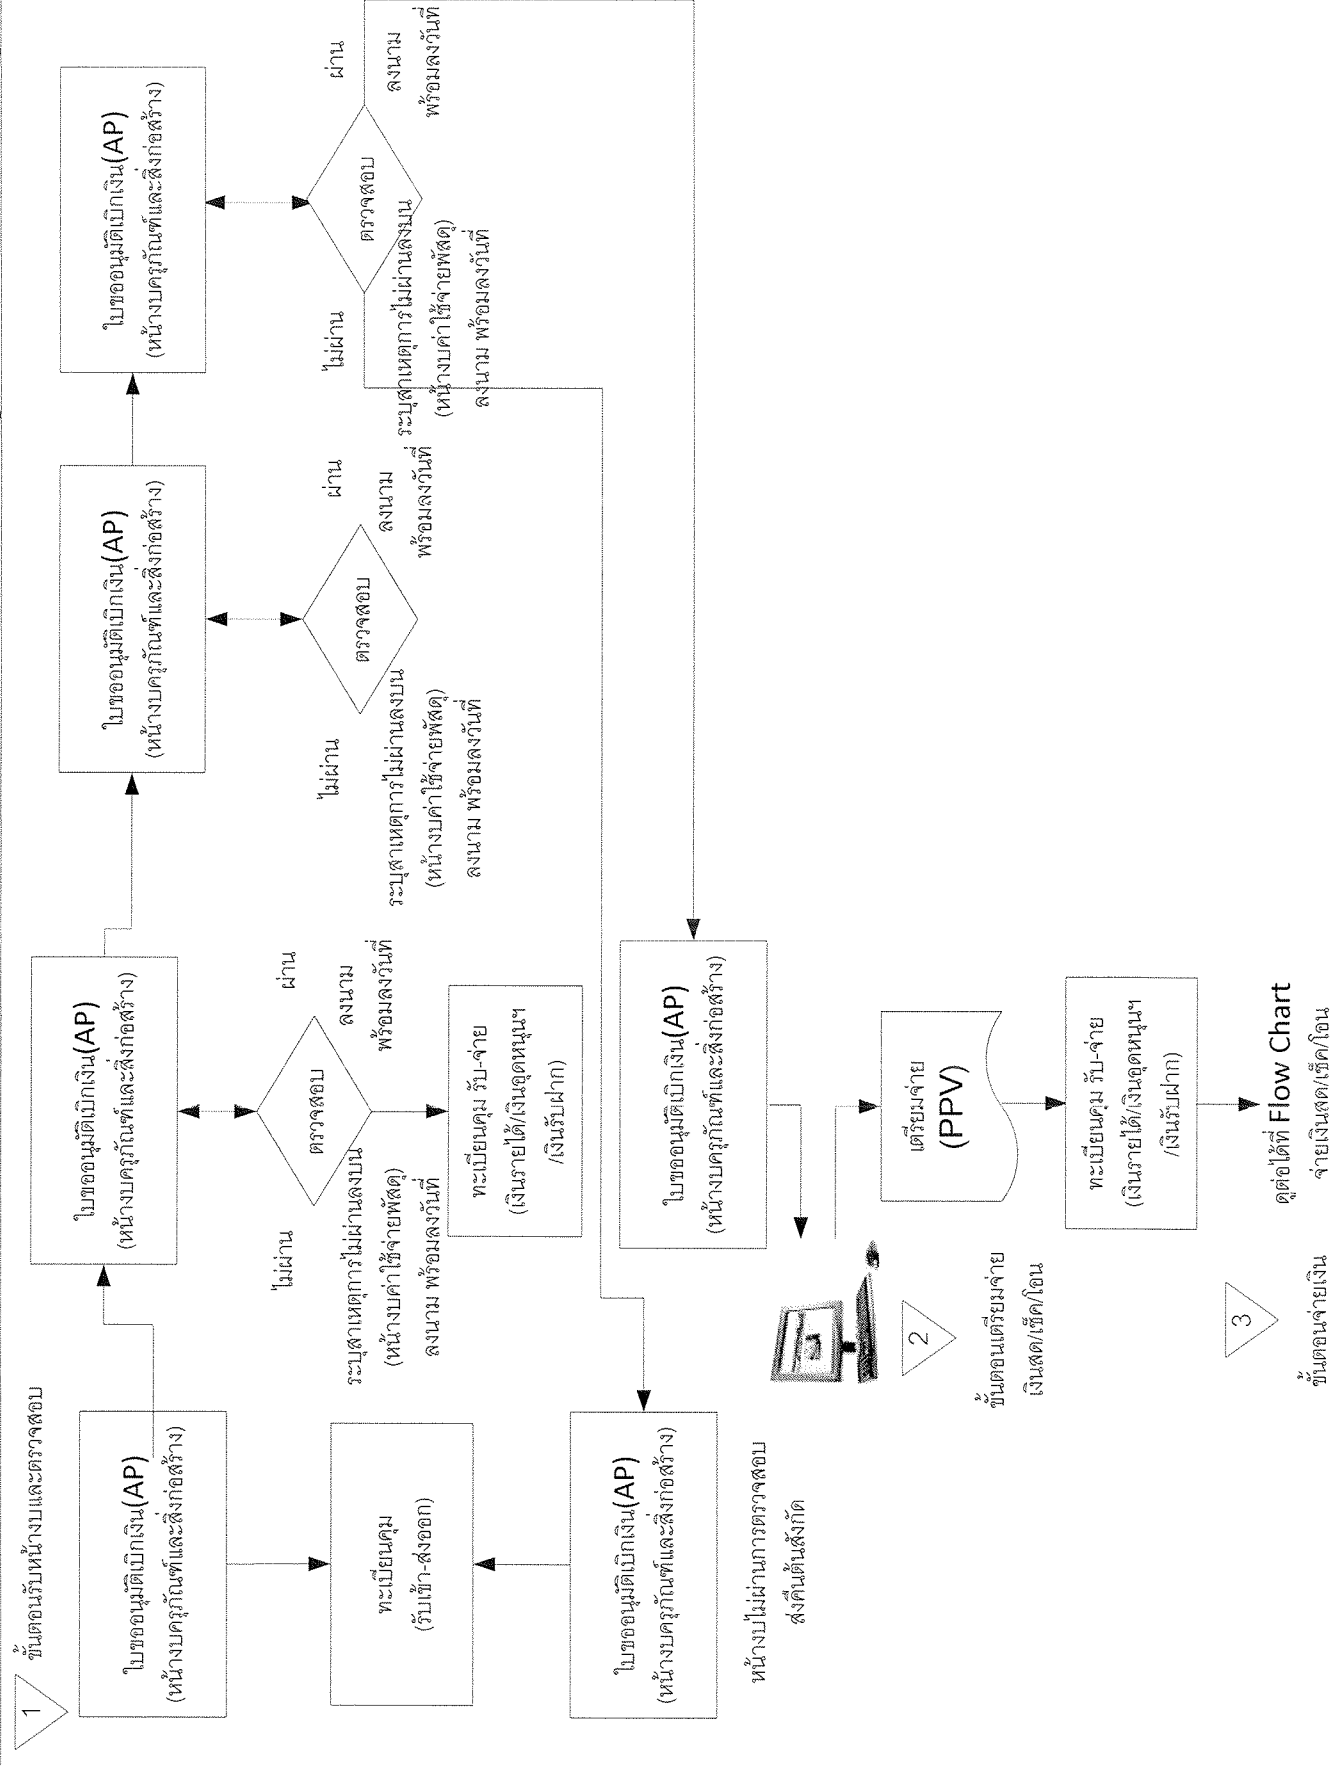 1
ขั้นตอนรับหน้างบและตรวจสอบ
ใบขออนุมัติเบิกเงิน(AP)
(หน้างบครุภัณฑ์และสิ่งก่อสร้าง)
ใบขออนุมัติเบิกเงิน(AP)
(หน้างบครุภัณฑ์และสิ่งก่อสร้าง)
ใบขออนุมัติเบิกเงิน(AP)
(หน้างบครุภัณฑ์และสิ่งก่อสร้าง)
ใบขออนุมัติเบิกเงิน(AP)
(หน้างบครุภัณฑ์และสิ่งก่อสร้าง)
ทะเบียนคุม
(รับเข้า-ส่งออก)
ไม่ผ่าน
ตรวจสอบ
ผ่าน
ลงนาม
พร้อมลงวันที่
ระบุสาเหตุการไม่ผ่านลงบน
(หน้างบค่าใช้จ่ายพัสดุ)
ลงนาม พร้อมลงวันที่
ไม่ผ่าน
ตรวจสอบ
ผ่าน
ลงนาม
พร้อมลงวันที่
ระบุสาเหตุการไม่ผ่านลงบน
(หน้างบค่าใช้จ่ายพัสดุ)
ลงนาม พร้อมลงวันที่
ไม่ผ่าน
ตรวจสอบ
ผ่าน
ลงนาม
พร้อมลงวันที่
ระบุสาเหตุการไม่ผ่านลงบน
(หน้างบค่าใช้จ่ายพัสดุ)
ลงนาม พร้อมลงวันที่
ทะเบียนคุม รับ-จ่าย
(เงินรายได้/เงินอุดหนุนฯ
/เงินรับฝาก)
ใบขออนุมัติเบิกเงิน(AP)
(หน้างบครุภัณฑ์และสิ่งก่อสร้าง)
หน้างบไม่ผ่านการตรวจสอบ
ส่งคืนต้นสังกัด
ใบขออนุมัติเบิกเงิน(AP)
(หน้างบครุภัณฑ์และสิ่งก่อสร้าง)
2
ขั้นตอนเตรียมจ่าย
เงินสด/เช็ค/โอน
เตรียมจ่าย
(PPV)
ทะเบียนคุม รับ-จ่าย
(เงินรายได้/เงินอุดหนุนฯ
/เงินรับฝาก)
3
ขั้นตอนจ่ายเงิน
ดูต่อได้ที่ Flow Chart
จ่ายเงินสด/เช็ค/โอน